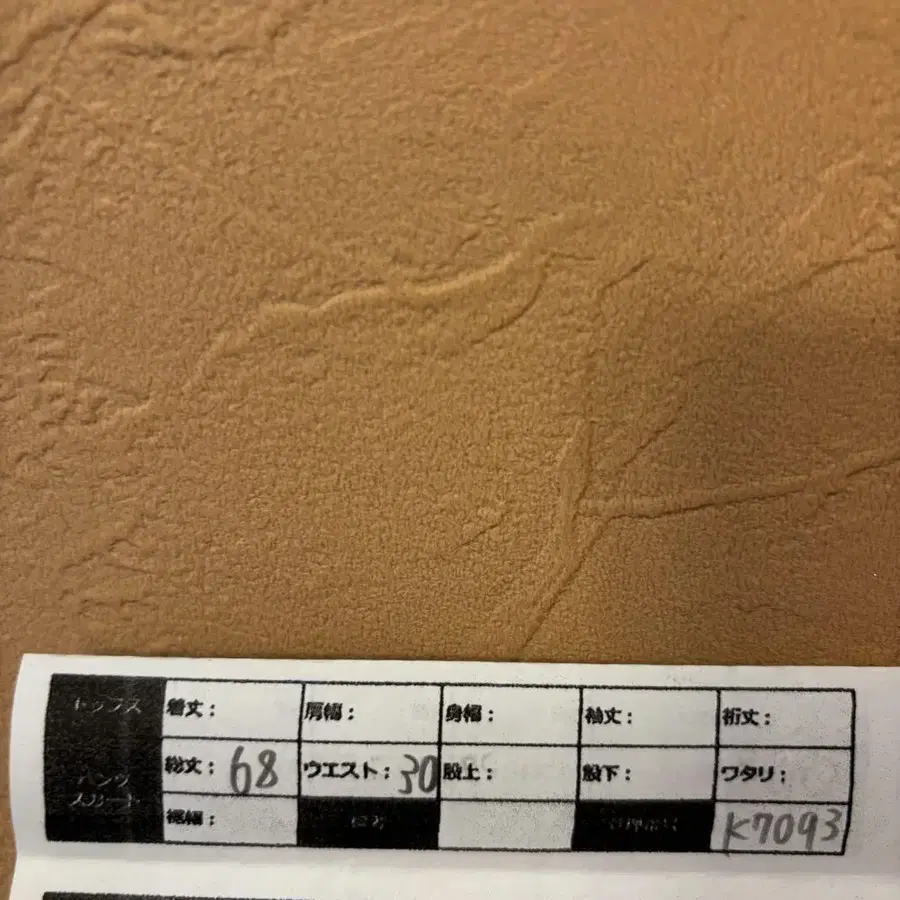 トップス 着丈： 肩幅： 身幅： 袖丈： 裄丈：
パンツ スカート 総丈：68 ウエスト：30 股上： 股下： ワタリ：
裾幅： 備考 管理番号 K7093